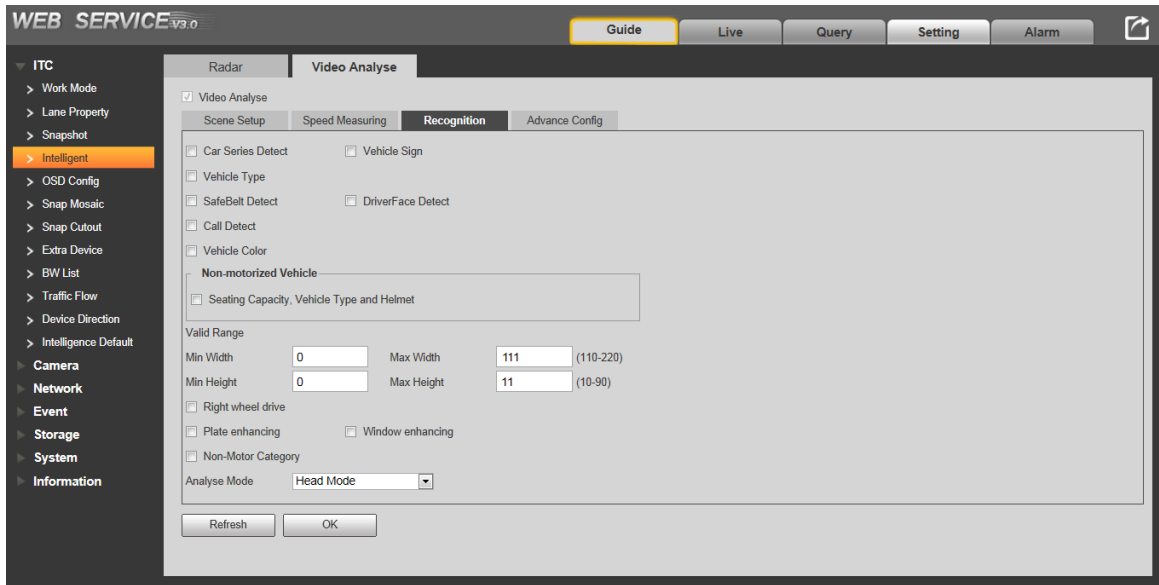 WEB SERVICE V3.0
Guide Live Query Setting Alarm
ITC
Work Mode
Lane Property
Snapshot
Intelligent
OSD Config
Snap Mosaic
Snap Cutout
Extra Device
BW List
Traffic Flow
Device Direction
Intelligence Default
Camera
Network
Event
Storage
System
Information
Radar Video Analyse
Video Analyse
Scene Setup Speed Measuring Recognition Advance Config
Car Series Detect Vehicle Sign
Vehicle Type
SafeBelt Detect DriverFace Detect
Call Detect
Vehicle Color
Non-motorized Vehicle
Seating Capacity, Vehicle Type and Helmet
Valid Range
Min Width 0 Max Width 111 (110-220)
Min Height 0 Max Height 11 (10-90)
Right wheel drive
Plate enhancing Window enhancing
Non-Motor Category
Analyse Mode Head Mode
Refresh OK